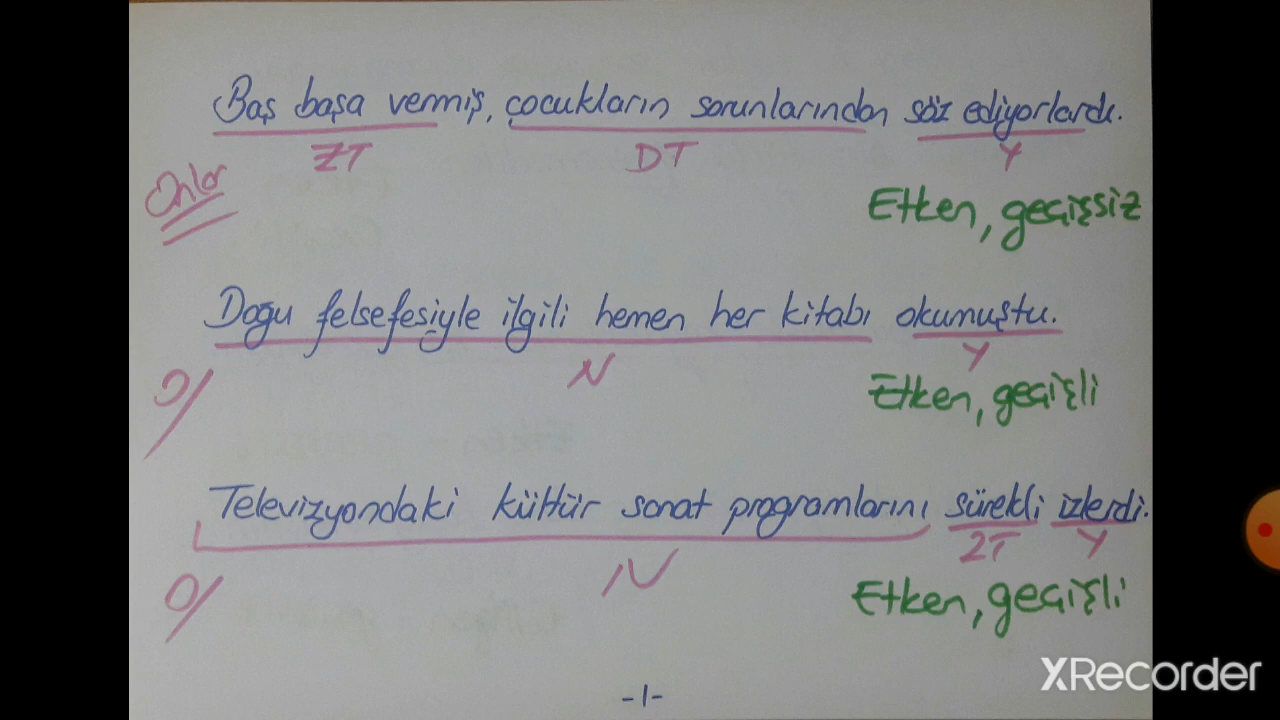 Baş başa vermiş, çocukların sorunlarından söz ediyorlardı.
ZT DT Y
Onlar
Etken, geçişsiz
Doğu felsefesiyle ilgili hemen her kitabı okumuştu.
N Y
O/
Etken, geçişli
Televizyondaki kültür sanat programlarını sürekli izlerdi.
N ZT Y
O/
Etken, geçişli
-1-
XRecorder